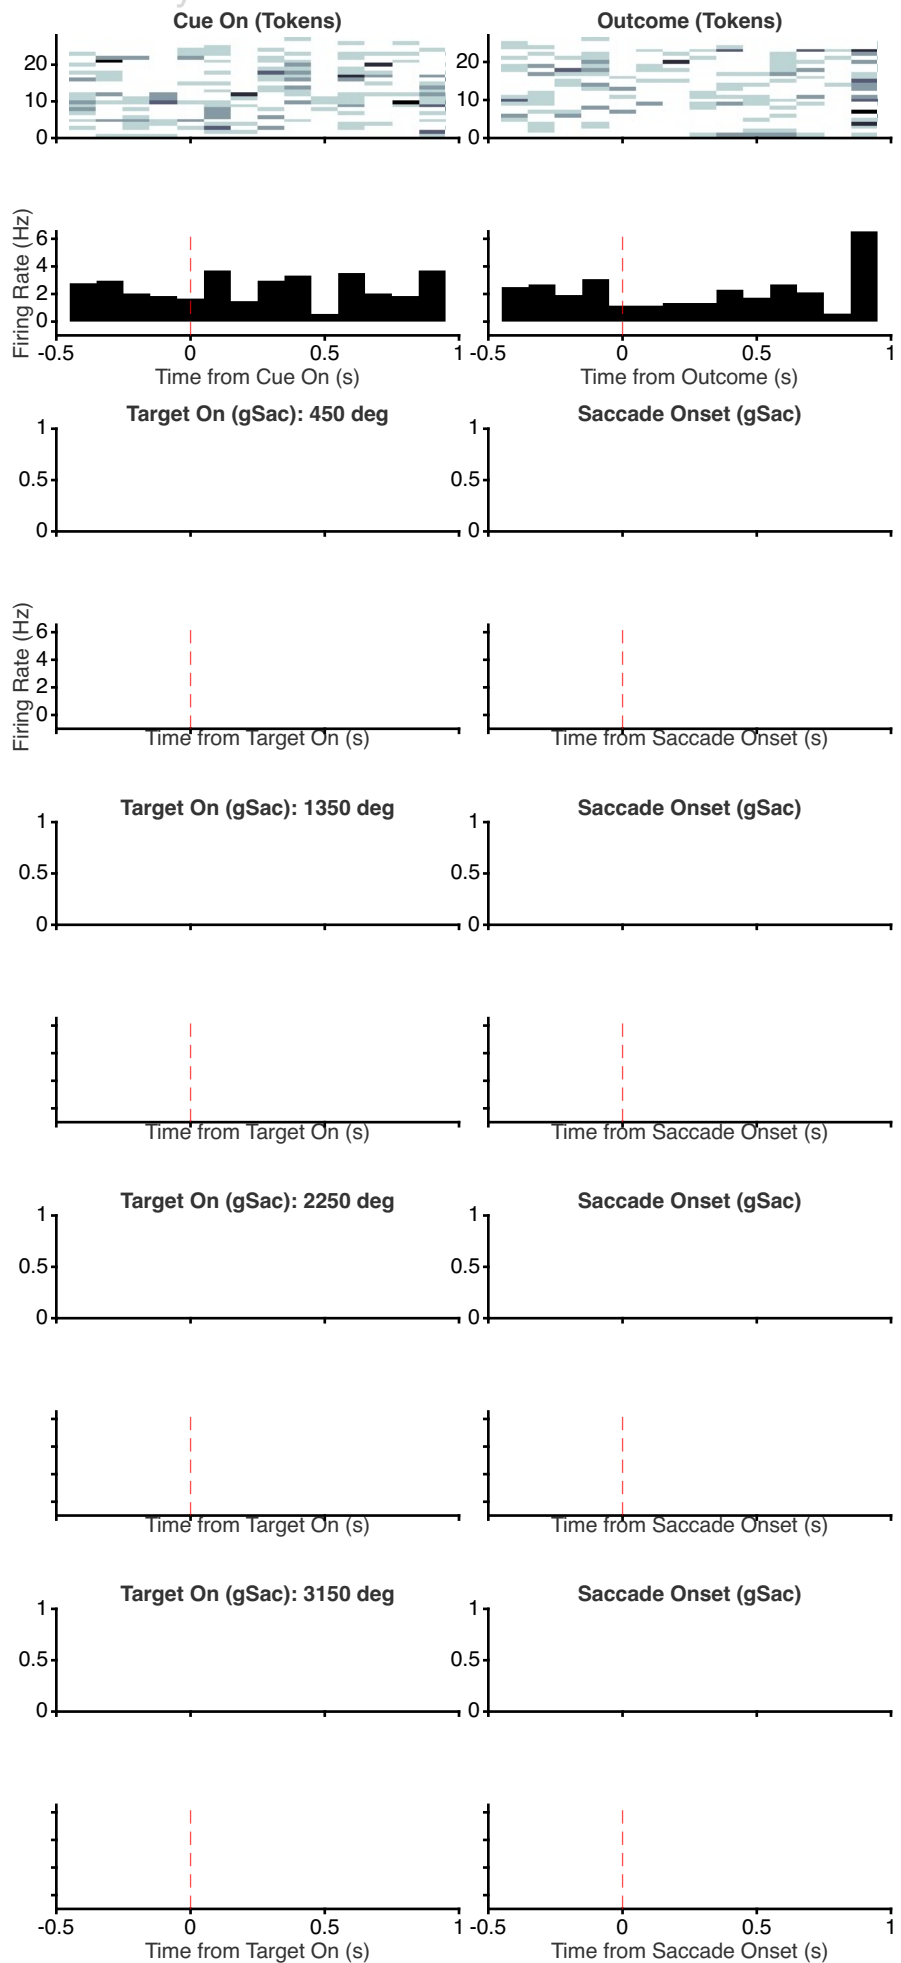 Cue On (Tokens) Outcome (Tokens)
20 20
10 10
0 0
Firing Rate (Hz)
6
4
2
0
-0.5 0 0.5 1 -0.5 0 0.5 1
Time from Cue On (s) Time from Outcome (s)
Target On (gSac): 450 deg Saccade Onset (gSac)
1 1
0.5 0.5
0 0
Firing Rate (Hz)
6
4
2
0
Time from Target On (s) Time from Saccade Onset (s)
Target On (gSac): 1350 deg Saccade Onset (gSac)
1 1
0.5 0.5
0 0
Time from Target On (s) Time from Saccade Onset (s)
Target On (gSac): 2250 deg Saccade Onset (gSac)
1 1
0.5 0.5
0 0
Time from Target On (s) Time from Saccade Onset (s)
Target On (gSac): 3150 deg Saccade Onset (gSac)
1 1
0.5 0.5
0 0
-0.5 0 0.5 1 -0.5 0 0.5 1
Time from Target On (s) Time from Saccade Onset (s)